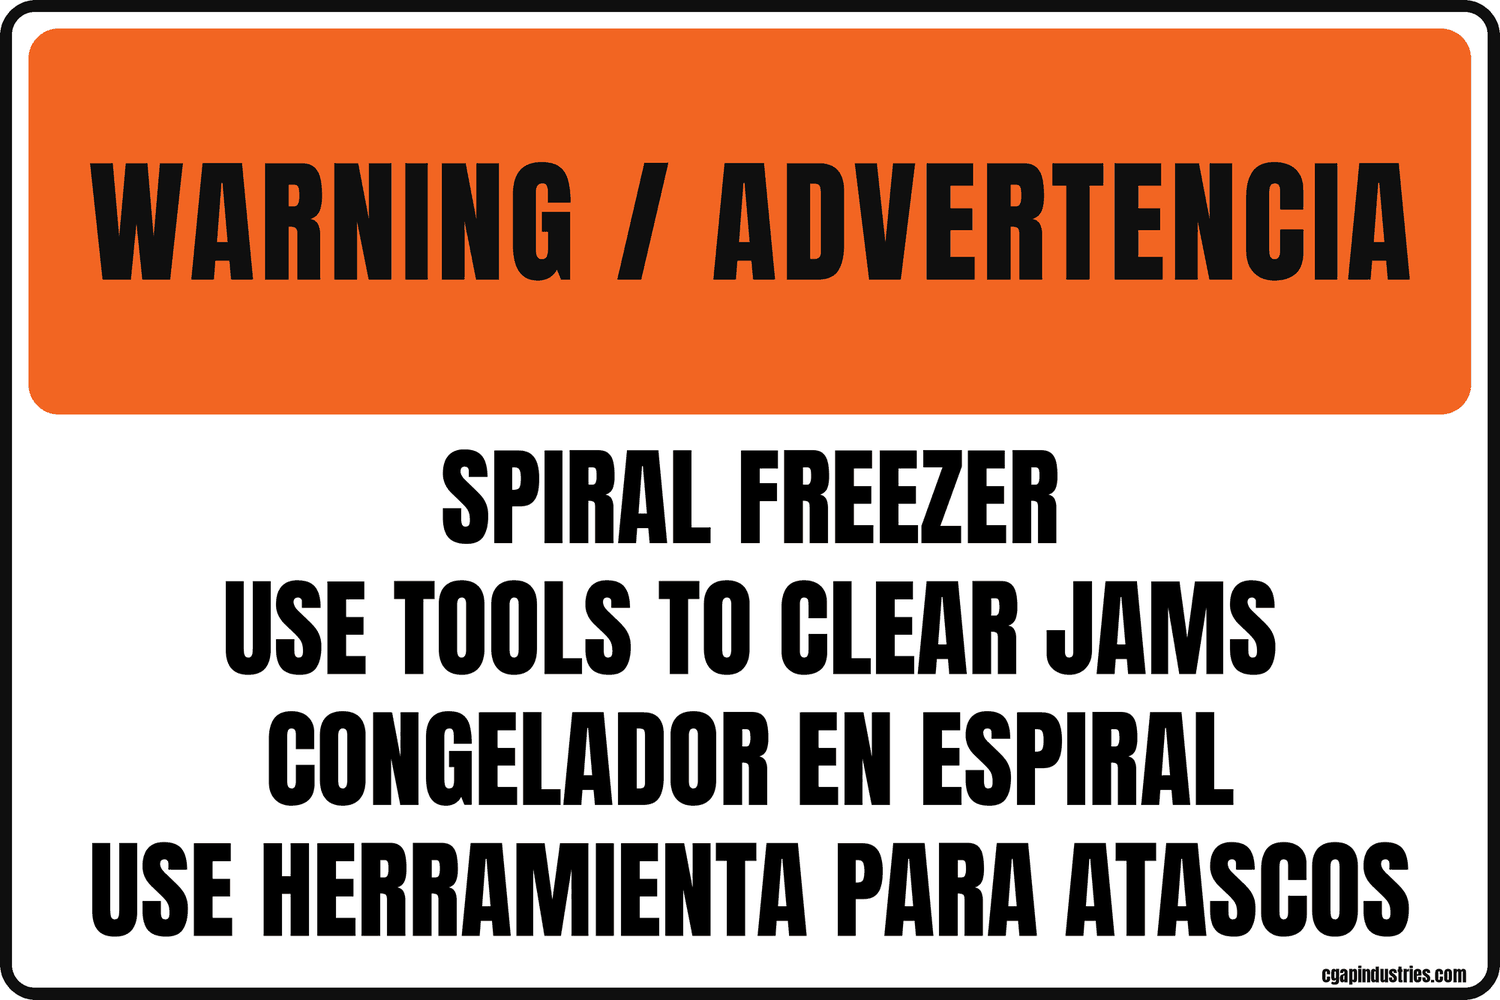 WARNING / ADVERTENCIA
SPIRAL FREEZER
USE TOOLS TO CLEAR JAMS
CONGELADOR EN ESPIRAL
USE HERRAMIENTA PARA ATASCOS
cgapindustries.com